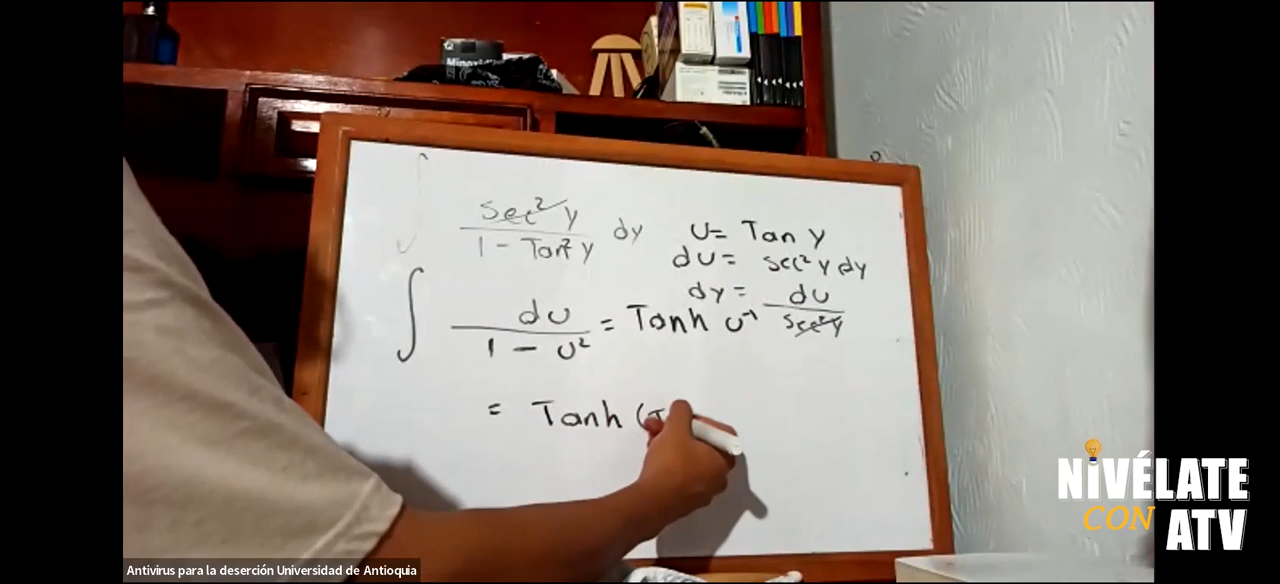 Minoxidil
∫ Sec² y / 1 - Tan² y dy
U = Tan y
dU = Sec² y dy
dy = dU / Sec² y
∫ dU / 1 - U² = Tanh U⁻¹
= Tanh (T
NIVÉLATE
CON
ATV
Antivirus para la deserción Universidad de Antioquia